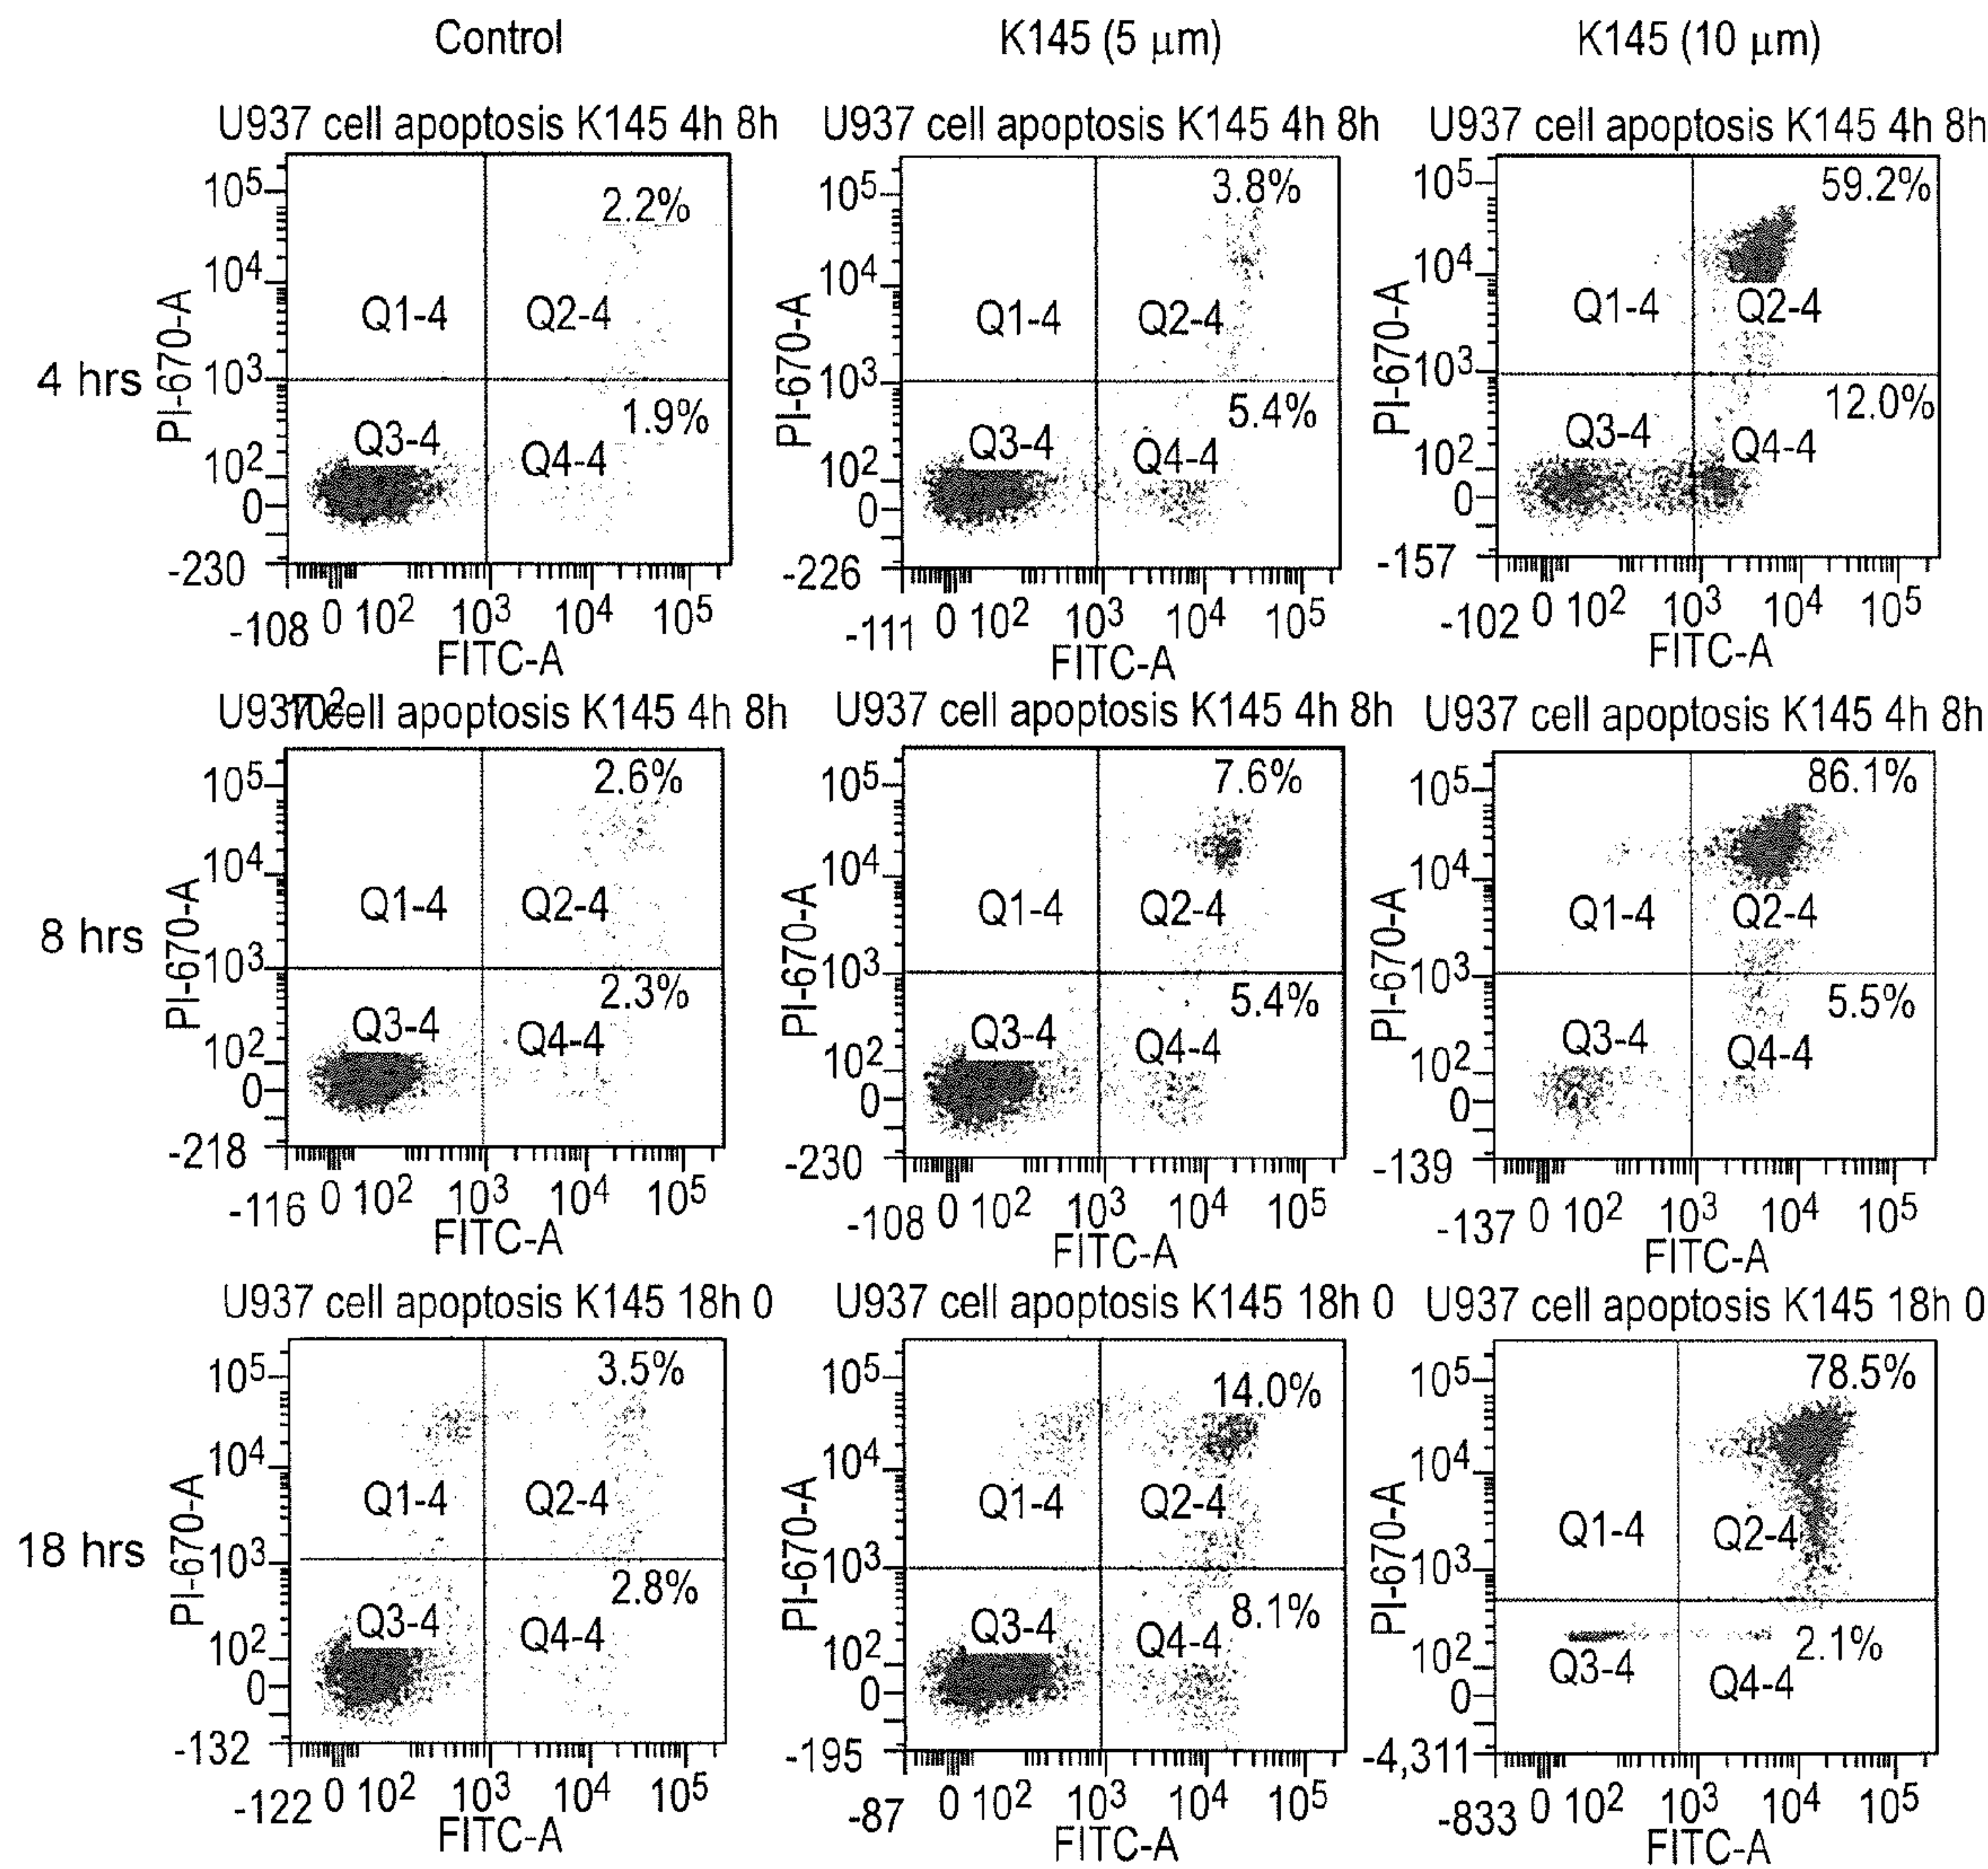 Control K145 (5 μm) K145 (10 μm)
U937 cell apoptosis K145 4h 8h U937 cell apoptosis K145 4h 8h U937 cell apoptosis K145 4h 8h
4 hrs
PI-670-A
10⁵
10⁴
10³
10²
0
-230
2.2%
Q1-4 Q2-4
1.9%
Q3-4 Q4-4
-108 0 10² 10³ 10⁴ 10⁵
FITC-A
PI-670-A
10⁵
10⁴
10³
10²
0
-226
3.8%
Q1-4 Q2-4
5.4%
Q3-4 Q4-4
-111 0 10² 10³ 10⁴ 10⁵
FITC-A
PI-670-A
10⁵
10⁴
10³
10²
0
-157
59.2%
Q1-4 Q2-4
12.0%
Q3-4 Q4-4
-102 0 10² 10³ 10⁴ 10⁵
FITC-A
cell apoptosis K145 4h 8h U937 cell apoptosis K145 4h 8h U937 cell apoptosis K145 4h 8h
8 hrs
PI-670-A
10⁵
10⁴
10³
10²
0
-218
2.6%
Q1-4 Q2-4
2.3%
Q3-4 Q4-4
-116 0 10² 10³ 10⁴ 10⁵
FITC-A
PI-670-A
10⁵
10⁴
10³
10²
0
-230
7.6%
Q1-4 Q2-4
5.4%
Q3-4 Q4-4
-108 0 10² 10³ 10⁴ 10⁵
FITC-A
PI-670-A
10⁵
10⁴
10³
10²
0
-139
86.1%
Q1-4 Q2-4
5.5%
Q3-4 Q4-4
-137 0 10² 10³ 10⁴ 10⁵
FITC-A
U937 cell apoptosis K145 18h 0 U937 cell apoptosis K145 18h 0 U937 cell apoptosis K145 18h 0
18 hrs
PI-670-A
10⁵
10⁴
10³
10²
0
-132
3.5%
Q1-4 Q2-4
2.8%
Q3-4 Q4-4
-122 0 10² 10³ 10⁴ 10⁵
FITC-A
PI-670-A
10⁵
10⁴
10³
10²
0
-195
14.0%
Q1-4 Q2-4
8.1%
Q3-4 Q4-4
-87 0 10² 10³ 10⁴ 10⁵
FITC-A
PI-670-A
10⁵
10⁴
10³
10²
0
-4,311
78.5%
Q1-4 Q2-4
2.1%
Q3-4 Q4-4
-833 0 10² 10³ 10⁴ 10⁵
FITC-A